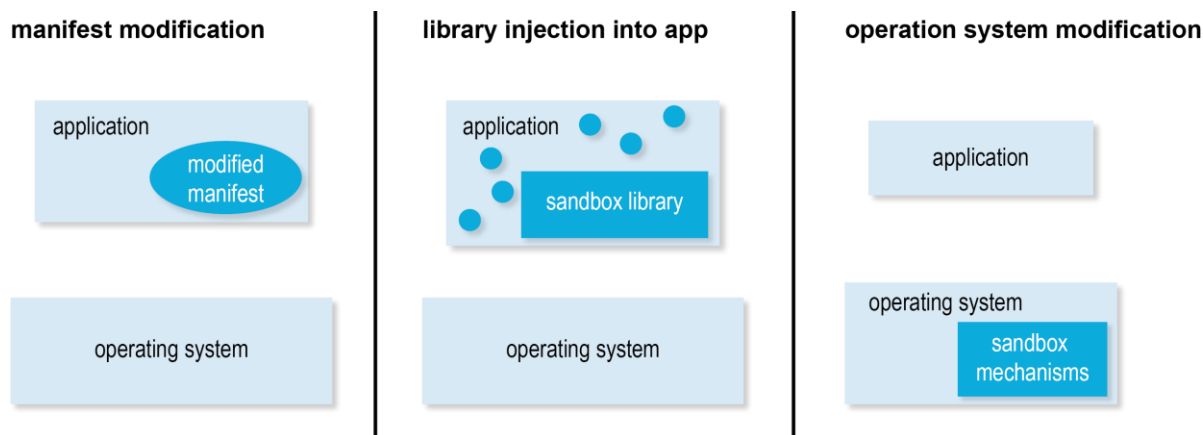 manifest modification
application
modified
manifest
operating system
library injection into app
application
sandbox library
operating system
operation system modification
application
operating system
sandbox
mechanisms